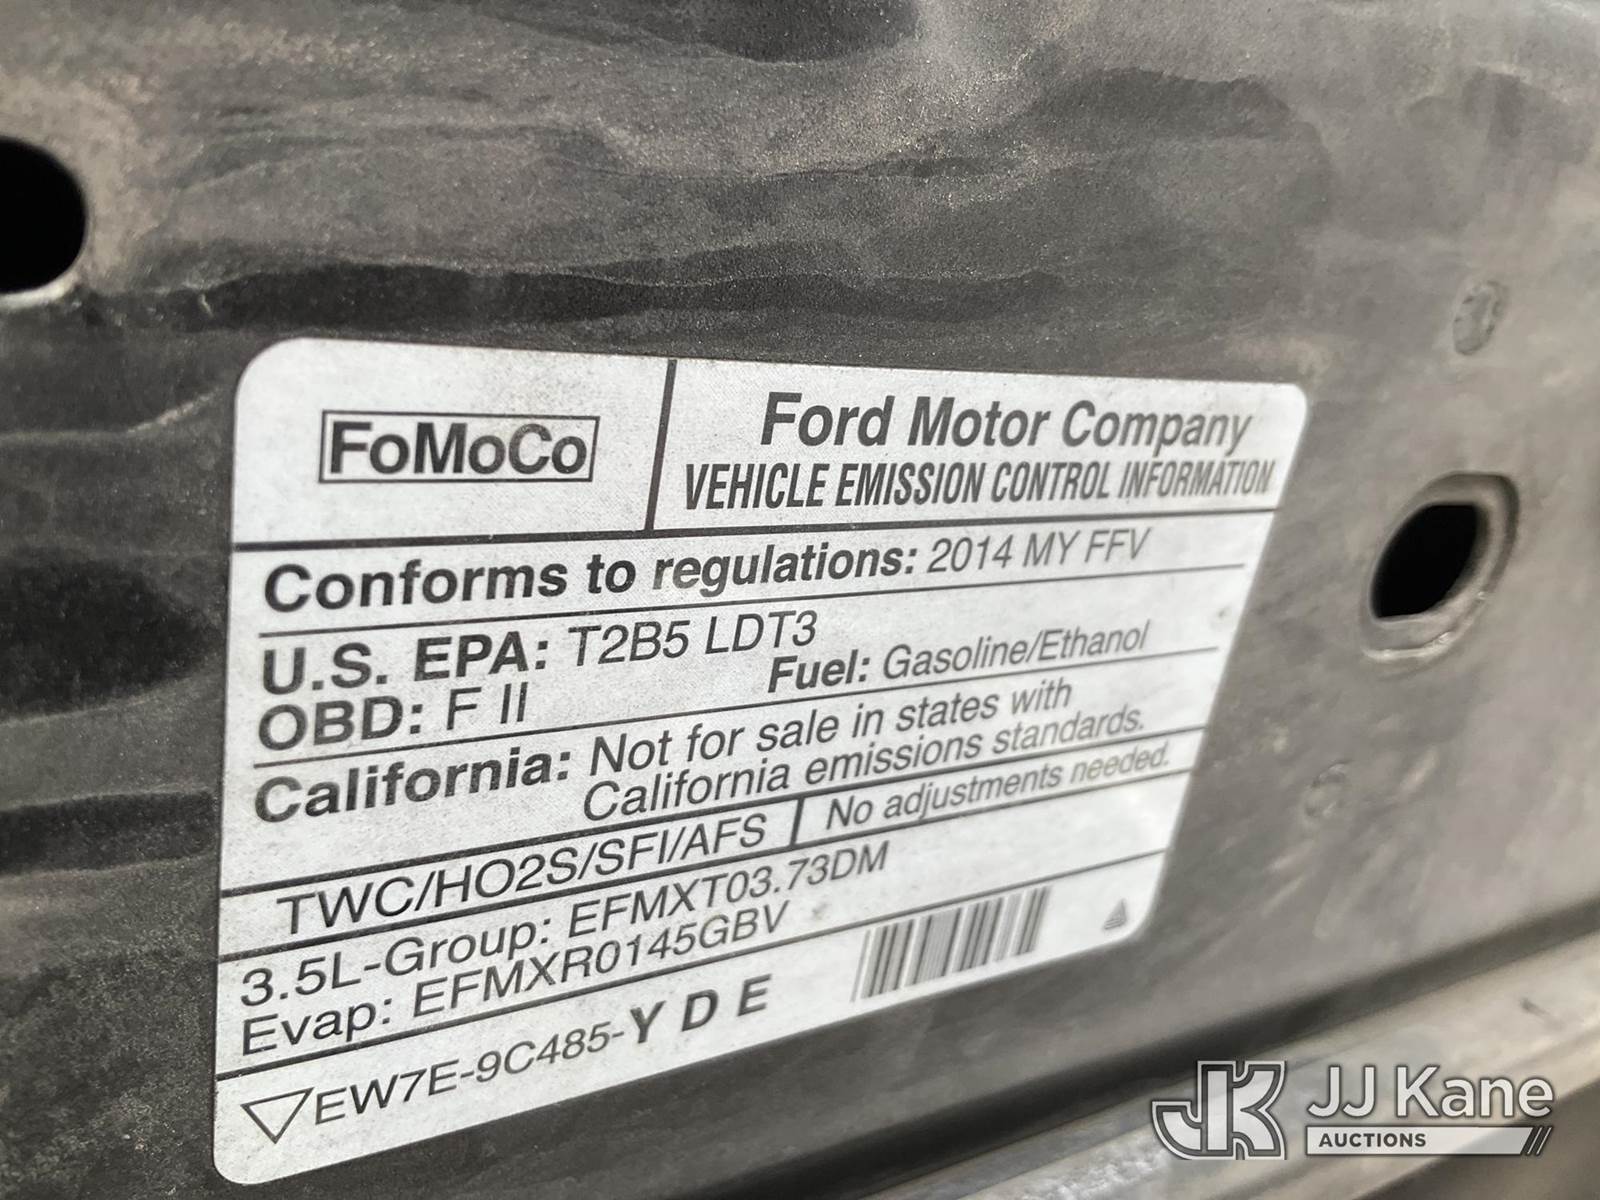 FoMoCo
Ford Motor Company
VEHICLE EMISSION CONTROL INFORMATION
Conforms to regulations: 2014 MY FFV
U.S. EPA: T2B5 LDT3
OBD: F II
Fuel: Gasoline/Ethanol
California: Not for sale in states with
California emissions standards.
TWC/HO2S/SFI/AFS
No adjustments needed.
3.5L-Group: EFMXT03.73DM
Evap: EFMXR0145GBV
EW7E-9C485-Y D E
JK JJ Kane
AUCTIONS